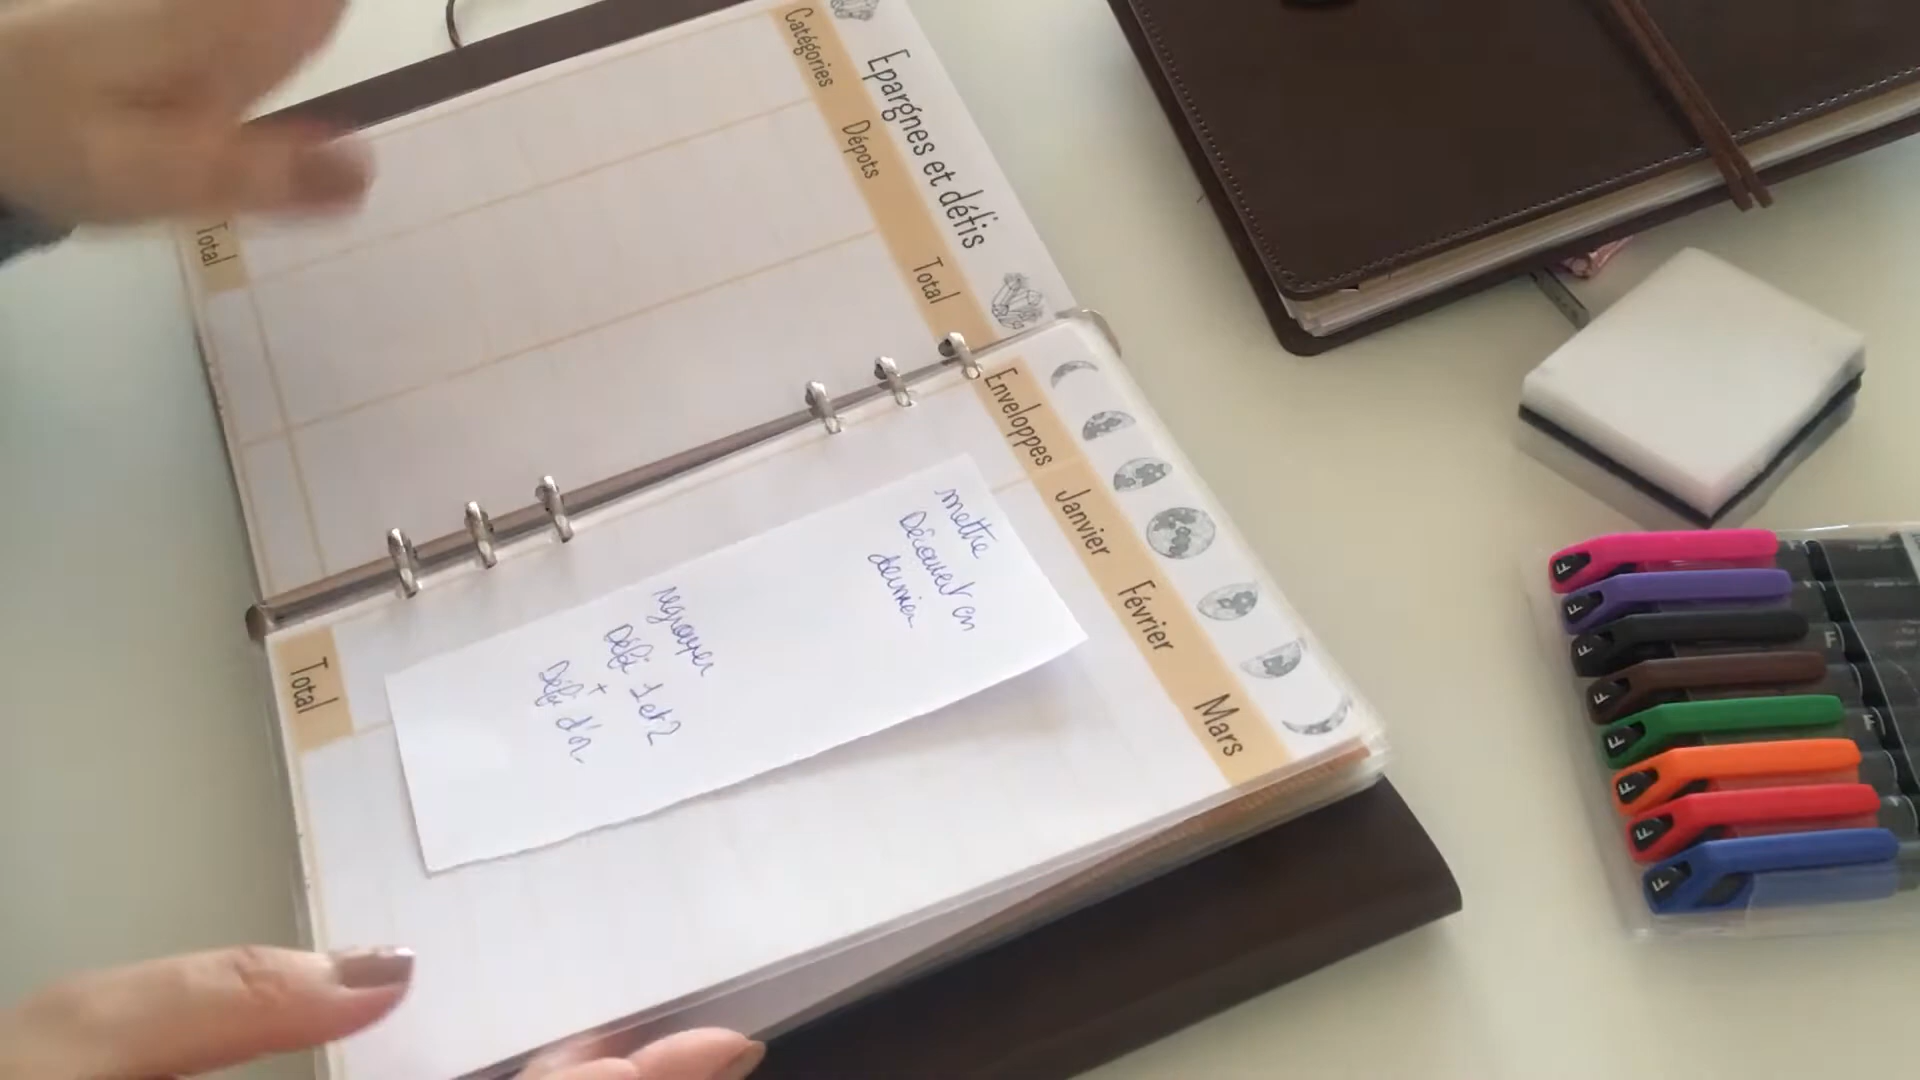 Epargnes et défis
Catégories Dépots Total
Total
Enveloppes Janvier Février Mars
Total
mettre
Découvert en
dernier
regrouper
Défi 1 et 2
+
Défi d'or
F
F
F
F
F
F
F
F